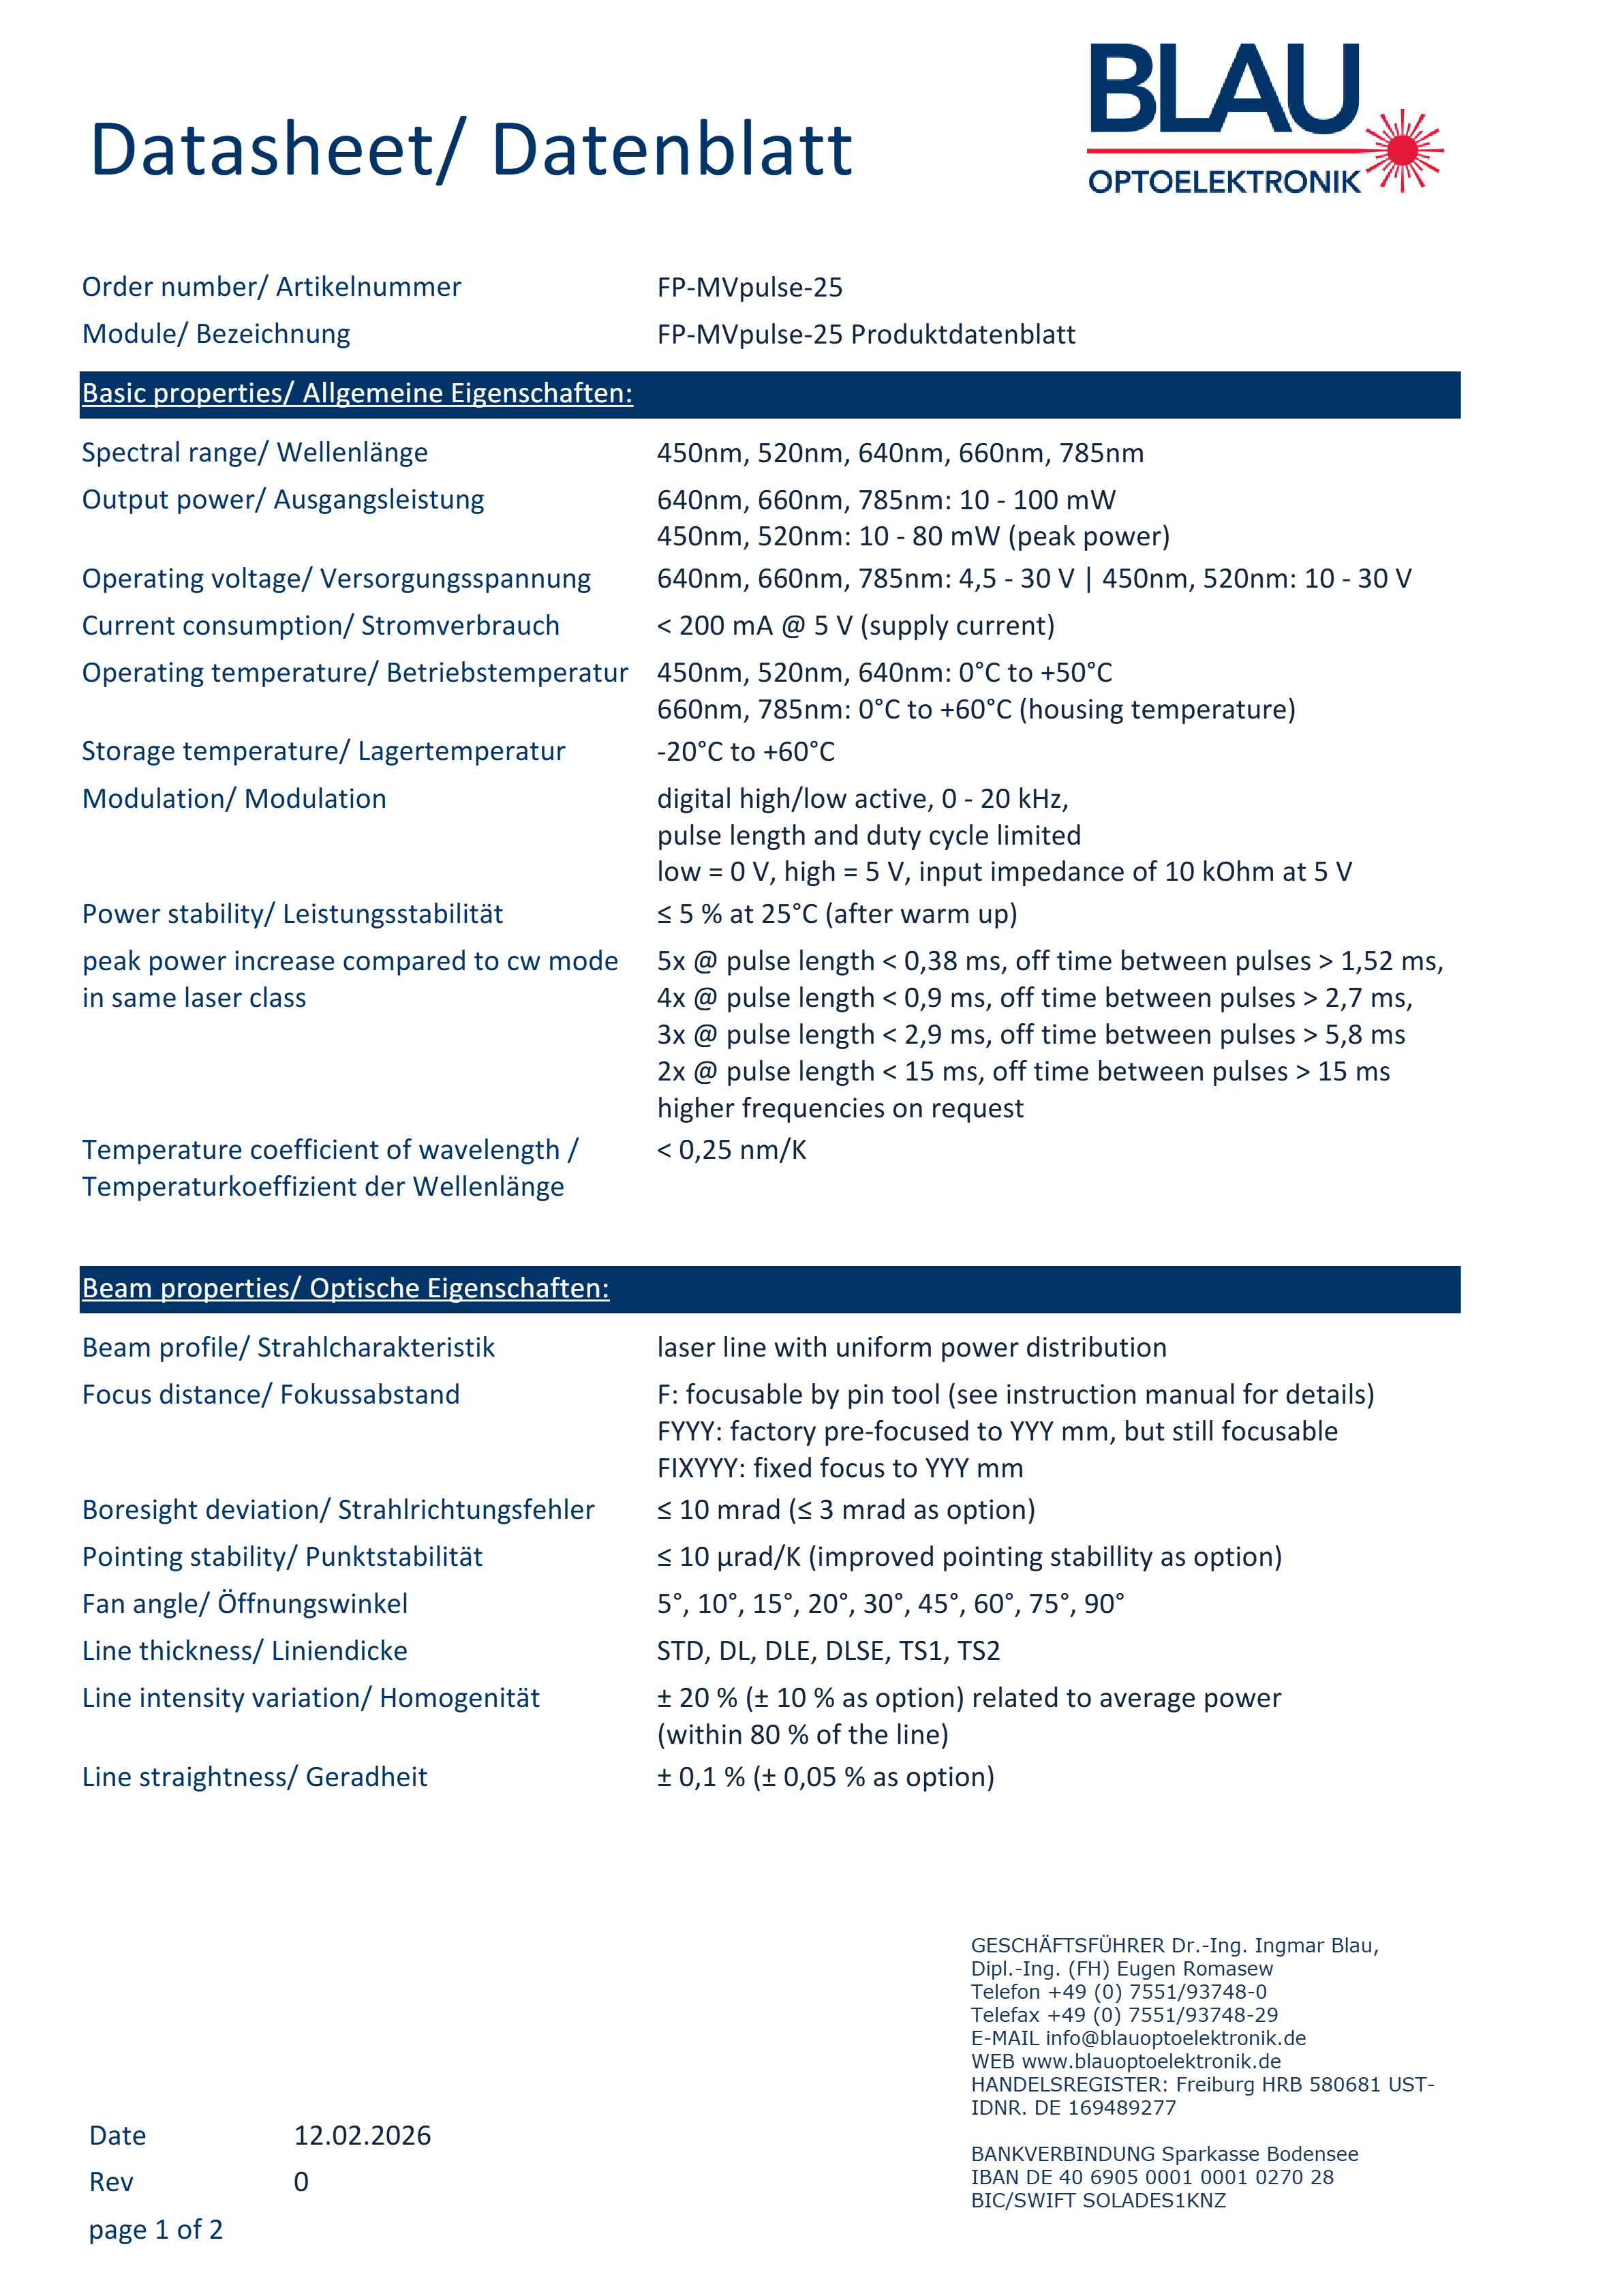 BLAU
OPTOELEKTRONIK
Datasheet/ Datenblatt
Order number/ Artikelnummer FP-MVpulse-25
Module/ Bezeichnung FP-MVpulse-25 Produktdatenblatt
Basic properties/ Allgemeine Eigenschaften:
Spectral range/ Wellenlänge 450nm, 520nm, 640nm, 660nm, 785nm
Output power/ Ausgangsleistung 640nm, 660nm, 785nm: 10 - 100 mW
450nm, 520nm: 10 - 80 mW (peak power)
Operating voltage/ Versorgungsspannung 640nm, 660nm, 785nm: 4,5 - 30 V | 450nm, 520nm: 10 - 30 V
Current consumption/ Stromverbrauch < 200 mA @ 5 V (supply current)
Operating temperature/ Betriebstemperatur 450nm, 520nm, 640nm: 0°C to +50°C
660nm, 785nm: 0°C to +60°C (housing temperature)
Storage temperature/ Lagertemperatur -20°C to +60°C
Modulation/ Modulation digital high/low active, 0 - 20 kHz,
pulse length and duty cycle limited
low = 0 V, high = 5 V, input impedance of 10 kOhm at 5 V
Power stability/ Leistungsstabilität ≤ 5 % at 25°C (after warm up)
peak power increase compared to cw mode 5x @ pulse length < 0,38 ms, off time between pulses > 1,52 ms,
in same laser class 4x @ pulse length < 0,9 ms, off time between pulses > 2,7 ms,
3x @ pulse length < 2,9 ms, off time between pulses > 5,8 ms
2x @ pulse length < 15 ms, off time between pulses > 15 ms
higher frequencies on request
Temperature coefficient of wavelength / < 0,25 nm/K
Temperaturkoeffizient der Wellenlänge
Beam properties/ Optische Eigenschaften:
Beam profile/ Strahlcharakteristik laser line with uniform power distribution
Focus distance/ Fokussabstand F: focusable by pin tool (see instruction manual for details)
FYYY: factory pre-focused to YYY mm, but still focusable
FIXYYY: fixed focus to YYY mm
Boresight deviation/ Strahlrichtungsfehler ≤ 10 mrad (≤ 3 mrad as option)
Pointing stability/ Punktstabilität ≤ 10 µrad/K (improved pointing stabillity as option)
Fan angle/ Öffnungswinkel 5°, 10°, 15°, 20°, 30°, 45°, 60°, 75°, 90°
Line thickness/ Liniendicke STD, DL, DLE, DLSE, TS1, TS2
Line intensity variation/ Homogenität ± 20 % (± 10 % as option) related to average power
(within 80 % of the line)
Line straightness/ Geradheit ± 0,1 % (± 0,05 % as option)
GESCHÄFTSFÜHRER Dr.-Ing. Ingmar Blau,
Dipl.-Ing. (FH) Eugen Romasew
Telefon +49 (0) 7551/93748-0
Telefax +49 (0) 7551/93748-29
E-MAIL info@blauoptoelektronik.de
WEB www.blauoptoelektronik.de
HANDELSREGISTER: Freiburg HRB 580681 UST-
IDNR. DE 169489277
BANKVERBINDUNG Sparkasse Bodensee
IBAN DE 40 6905 0001 0001 0270 28
BIC/SWIFT SOLADES1KNZ
Date 12.02.2026
Rev 0
page 1 of 2